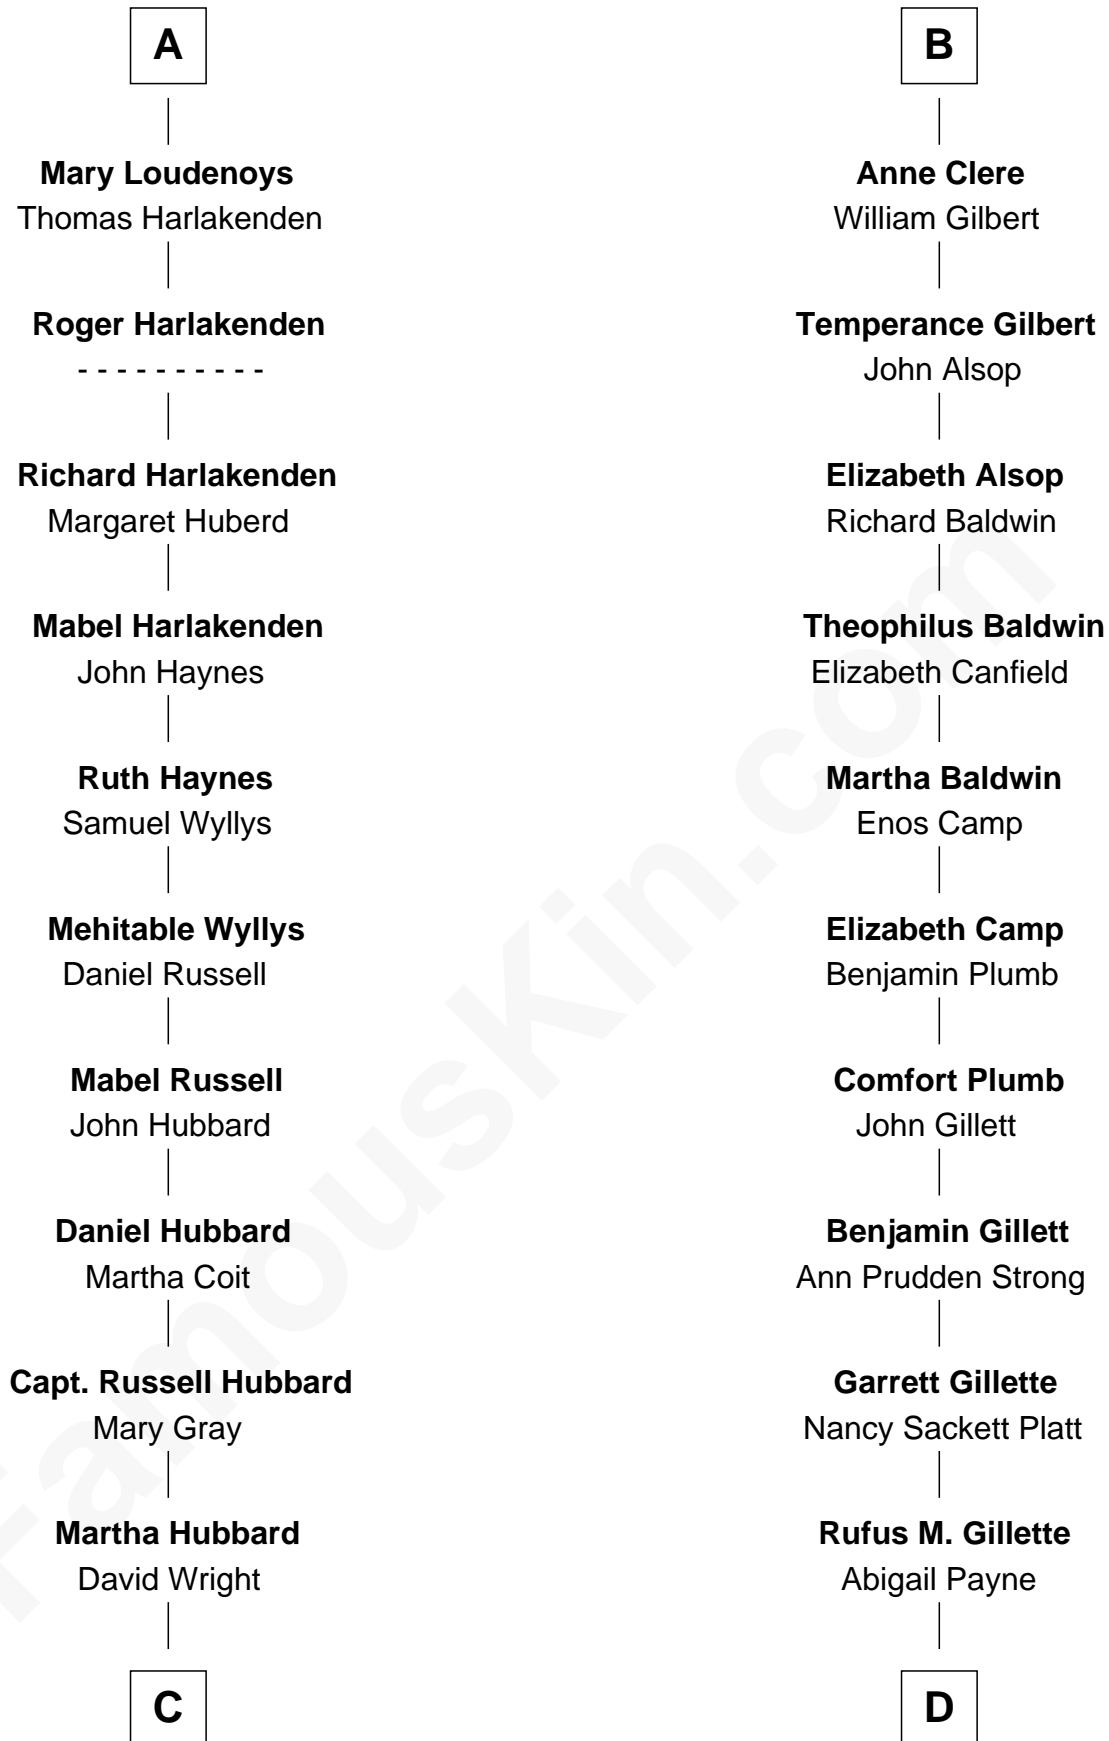 A
Mary Loudenoys
Thomas Harlakenden
Roger Harlakenden
- - - - - - - - - -
Richard Harlakenden
Margaret Huberd
Mabel Harlakenden
John Haynes
Ruth Haynes
Samuel Wyllys
Mehitable Wyllys
Daniel Russell
Mabel Russell
John Hubbard
Daniel Hubbard
Martha Coit
Capt. Russell Hubbard
Mary Gray
Martha Hubbard
David Wright
C
B
Anne Clere
William Gilbert
Temperance Gilbert
John Alsop
Elizabeth Alsop
Richard Baldwin
Theophilus Baldwin
Elizabeth Canfield
Martha Baldwin
Enos Camp
Elizabeth Camp
Benjamin Plumb
Comfort Plumb
John Gillett
Benjamin Gillett
Ann Prudden Strong
Garrett Gillette
Nancy Sackett Platt
Rufus M. Gillette
Abigail Payne
D
FamousKin.com